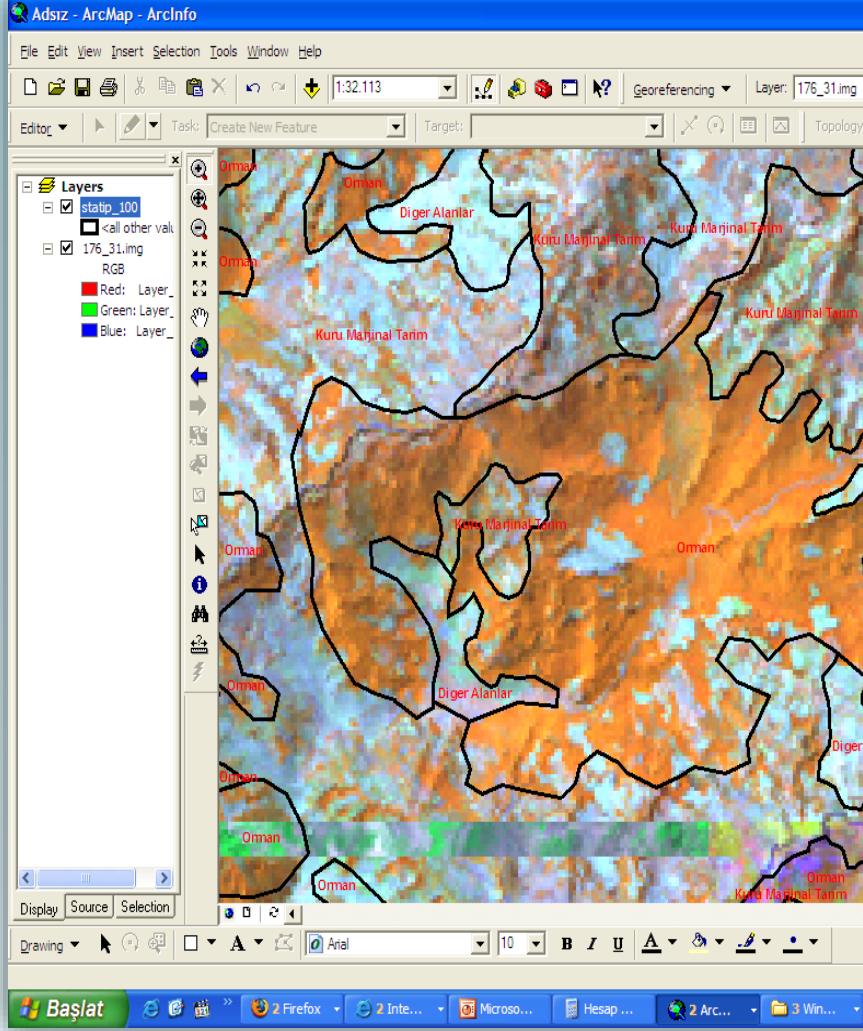 Adsız - ArcMap - ArcInfo
File Edit View Insert Selection Tools Window Help
1:32.113 Georeferencing Layer: 176_31.img
Editor Task: Create New Feature Target: Topology
Layers
statip_100
<all other valu
176_31.img
RGB
Red: Layer_
Green: Layer_
Blue: Layer_
Orman
Orman
Diger Alanlar
Kuru Marjinal Tarim
Kuru Marjinal Tarim
Orman
Kuru Marjinal Tarim
Kuru Marjinal Tarim
Kuru Marjinal Tarim
Orman
Orman
Orman
Diger Alanlar
Diger
Orman
Orman
Orman
Orman
Kuru Marjinal Tarim
Display Source Selection
Drawing A Arial 10 B I U A
Başlat 2 Firefox 2 Inte... Microso... Hesap ... 2 Arc... 3 Win...